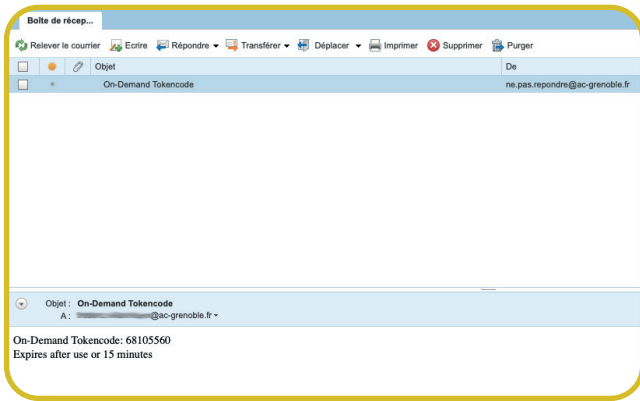 Boîte de récep...
Relever le courrier Ecrire Répondre Transférer Déplacer Imprimer Supprimer Purger
Objet De
On-Demand Tokencode ne.pas.repondre@ac-grenoble.fr
Objet : On-Demand Tokencode
A : @ac-grenoble.fr
On-Demand Tokencode: 68105560
Expires after use or 15 minutes